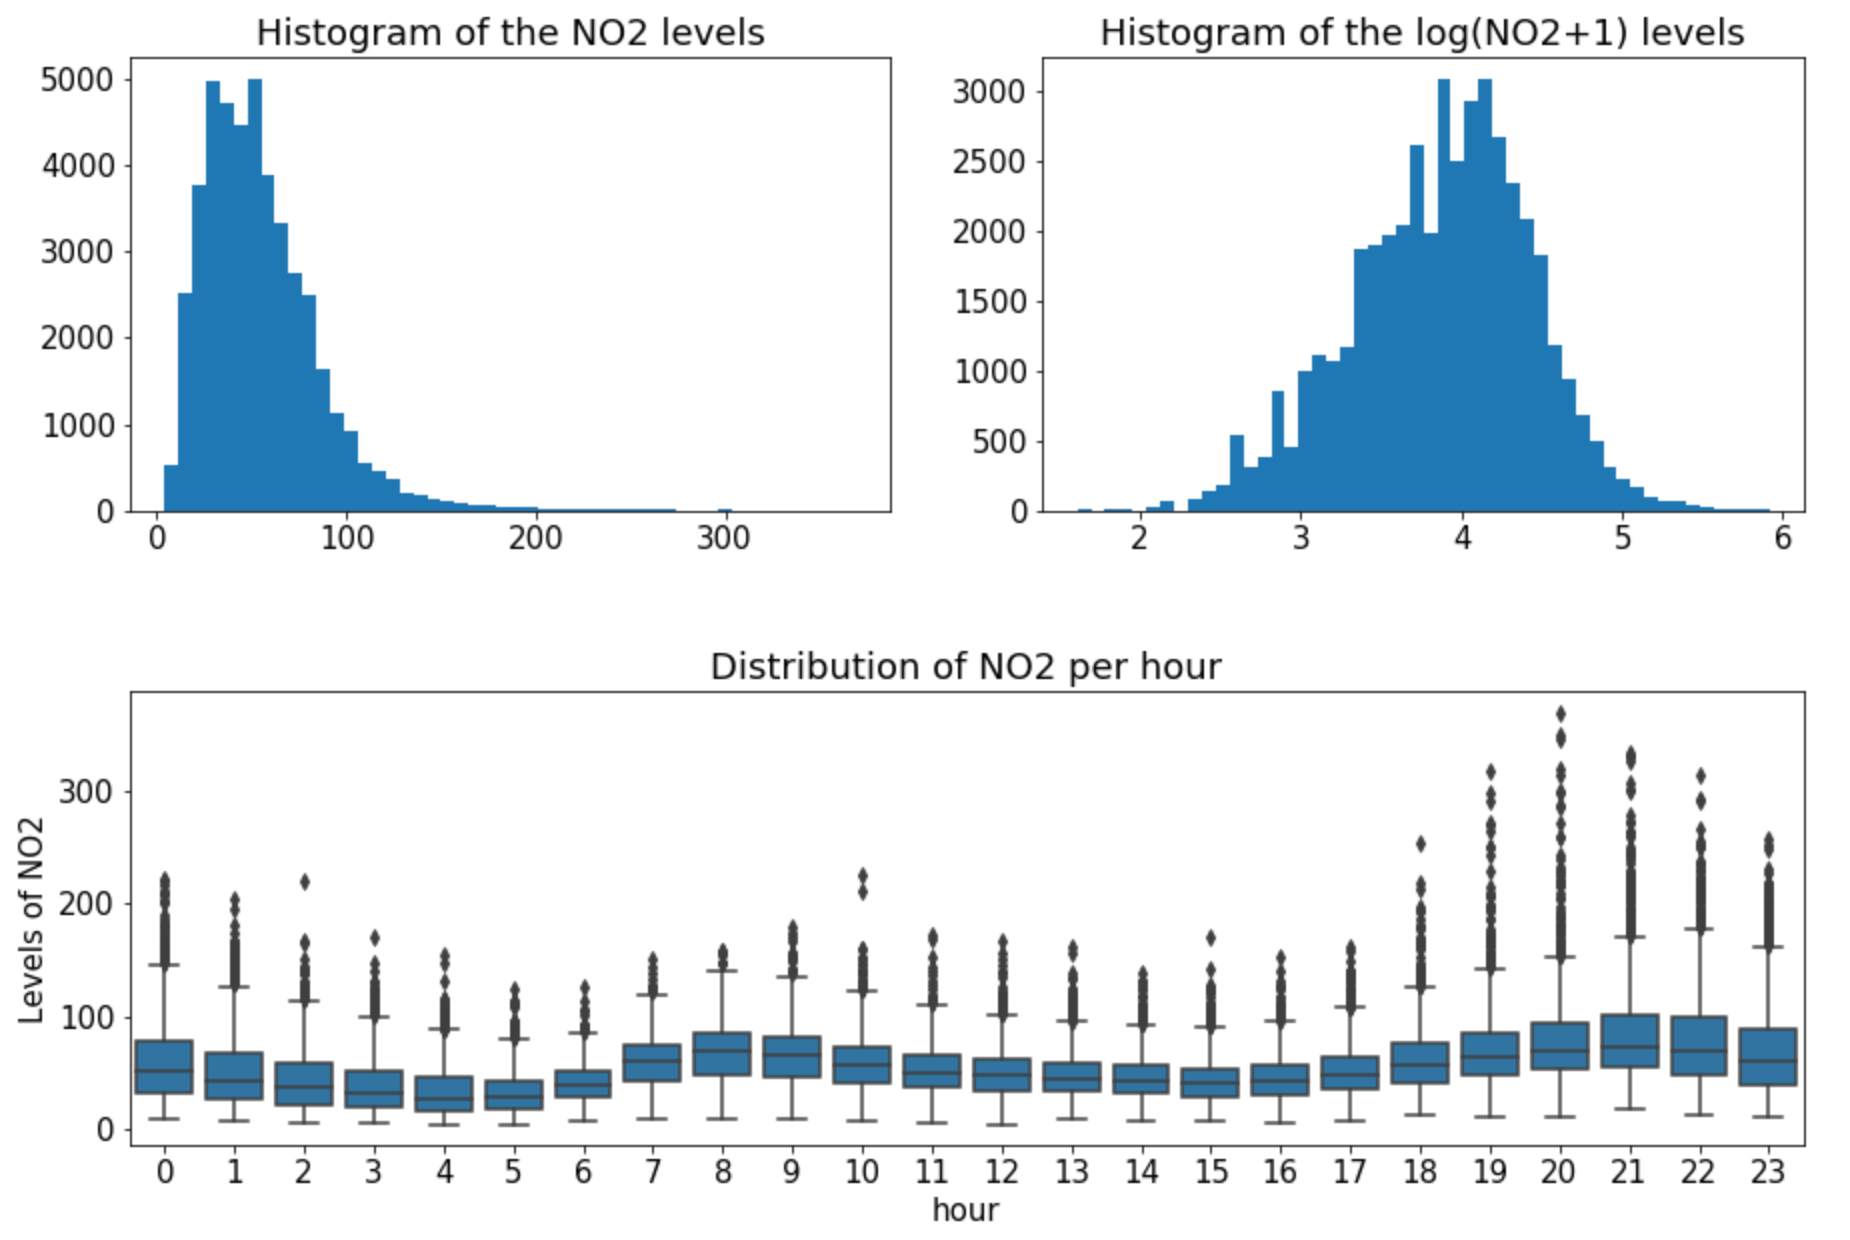 Histogram of the NO2 levels
5000
4000
3000
2000
1000
0
0 100 200 300
Histogram of the log(NO2+1) levels
3000
2500
2000
1500
1000
500
0
2 3 4 5 6
Distribution of NO2 per hour
Levels of NO2
300
200
100
0
0 1 2 3 4 5 6 7 8 9 10 11 12 13 14 15 16 17 18 19 20 21 22 23
hour